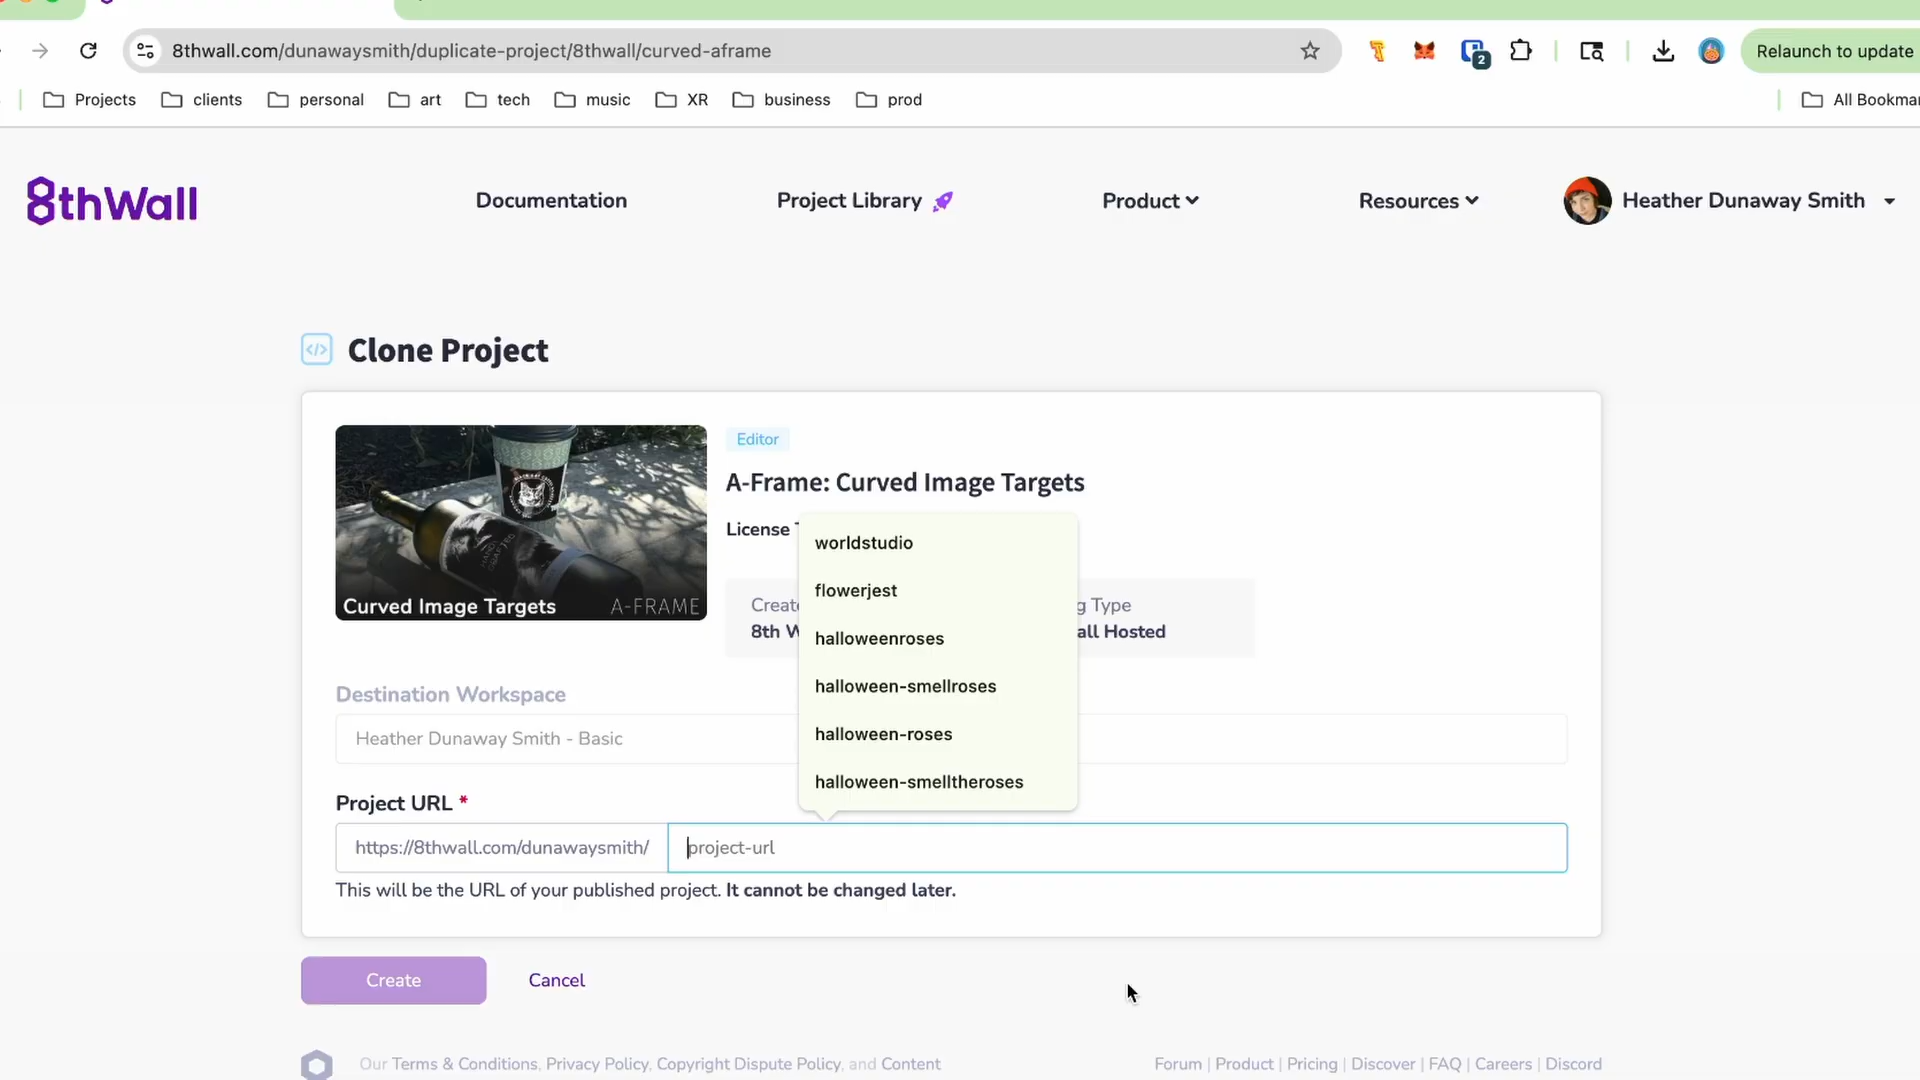 8thwall.com/dunawaysmith/duplicate-project/8thwall/curved-aframe
2
Relaunch to update
Projects
clients
personal
art
tech
music
XR
business
prod
All Bookmar
8thWall
Documentation
Project Library
Product
Resources
Heather Dunaway Smith
Clone Project
Curved Image Targets
A-FRAME
Editor
A-Frame: Curved Image Targets
License T
Create
8th W
g Type
all Hosted
worldstudio
flowerjest
halloweenroses
halloween-smellroses
halloween-roses
halloween-smelltheroses
Destination Workspace
Heather Dunaway Smith - Basic
Project URL *
https://8thwall.com/dunawaysmith/
project-url
This will be the URL of your published project. It cannot be changed later.
Create
Cancel
Our Terms & Conditions, Privacy Policy, Copyright Dispute Policy, and Content
Forum | Product | Pricing | Discover | FAQ | Careers | Discord